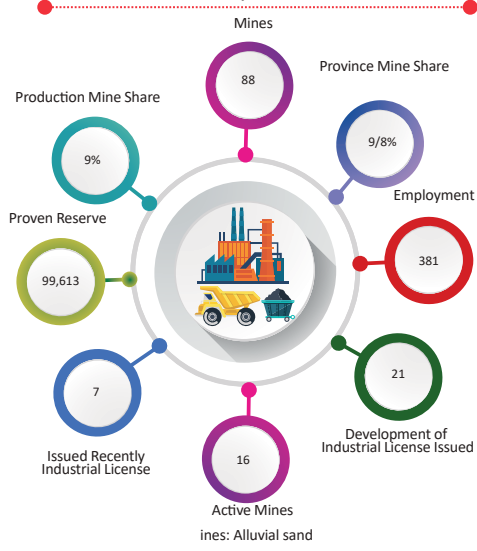 Mines
88
Province Mine Share
9/8%
Production Mine Share
9%
Employment
381
Proven Reserve
99,613
21
Development of
Industrial License Issued
7
Issued Recently
Industrial License
16
Active Mines
ines: Alluvial sand